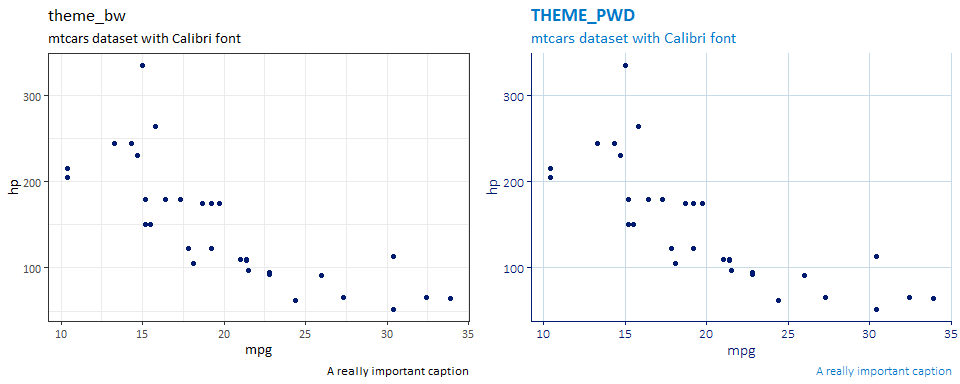 theme_bw
mtcars dataset with Calibri font
300
200
100
hp
10 15 20 25 30 35
mpg
A really important caption
THEME_PWD
mtcars dataset with Calibri font
300
200
100
hp
10 15 20 25 30 35
mpg
A really important caption